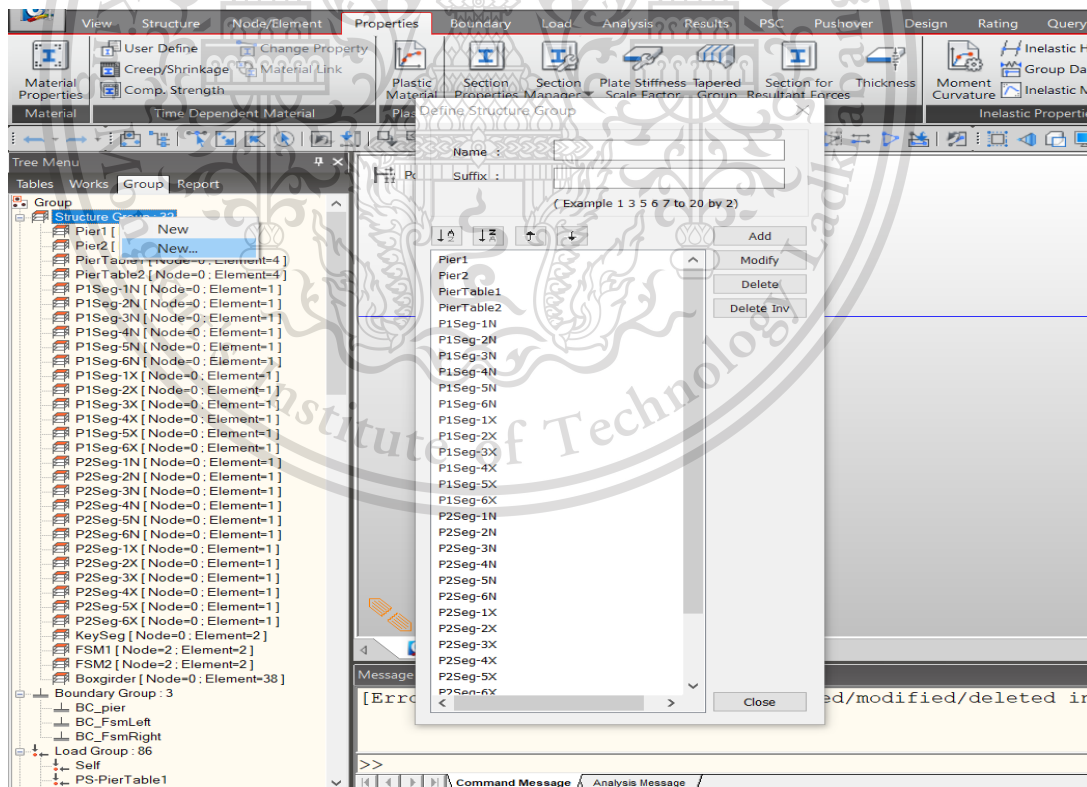 View Structure Node/Element Properties Boundary Load Analysis Results PSC Pushover Design Rating Query
User Define Change Property
Creep/Shrinkage Material Link
Comp. Strength
Material Properties
Plastic Material
Section Properties
Section Manager
Plate Stiffness Scale Factor
Tapered Group
Section for Resultant Forces
Thickness
Moment Curvature
Inelastic H
Group Da
Inelastic M
Material Time Dependent Material Plas Inelastic Properti
Tree Menu
Tables Works Group Report
Group
Structure Group : 32
New
New...
Pier1 [
Pier2 [
PierTable1 [ Node=0 ; Element=4 ]
PierTable2 [ Node=0 ; Element=4 ]
P1Seg-1N [ Node=0 ; Element=1 ]
P1Seg-2N [ Node=0 ; Element=1 ]
P1Seg-3N [ Node=0 ; Element=1 ]
P1Seg-4N [ Node=0 ; Element=1 ]
P1Seg-5N [ Node=0 ; Element=1 ]
P1Seg-6N [ Node=0 ; Element=1 ]
P1Seg-1X [ Node=0 ; Element=1 ]
P1Seg-2X [ Node=0 ; Element=1 ]
P1Seg-3X [ Node=0 ; Element=1 ]
P1Seg-4X [ Node=0 ; Element=1 ]
P1Seg-5X [ Node=0 ; Element=1 ]
P1Seg-6X [ Node=0 ; Element=1 ]
P2Seg-1N [ Node=0 ; Element=1 ]
P2Seg-2N [ Node=0 ; Element=1 ]
P2Seg-3N [ Node=0 ; Element=1 ]
P2Seg-4N [ Node=0 ; Element=1 ]
P2Seg-5N [ Node=0 ; Element=1 ]
P2Seg-6N [ Node=0 ; Element=1 ]
P2Seg-1X [ Node=0 ; Element=1 ]
P2Seg-2X [ Node=0 ; Element=1 ]
P2Seg-3X [ Node=0 ; Element=1 ]
P2Seg-4X [ Node=0 ; Element=1 ]
P2Seg-5X [ Node=0 ; Element=1 ]
P2Seg-6X [ Node=0 ; Element=1 ]
KeySeg [ Node=0 ; Element=2 ]
FSM1 [ Node=2 ; Element=2 ]
FSM2 [ Node=2 ; Element=2 ]
Boxgirder [ Node=0 ; Element=38 ]
Boundary Group : 3
BC_pier
BC_FsmLeft
BC_FsmRight
Load Group : 86
Self
PS-PierTable1
Po
Define Structure Group
Name :
Suffix :
( Example 1 3 5 6 7 to 20 by 2)
Add
Modify
Delete
Delete Inv
Pier1
Pier2
PierTable1
PierTable2
P1Seg-1N
P1Seg-2N
P1Seg-3N
P1Seg-4N
P1Seg-5N
P1Seg-6N
P1Seg-1X
P1Seg-2X
P1Seg-3X
P1Seg-4X
P1Seg-5X
P1Seg-6X
P2Seg-1N
P2Seg-2N
P2Seg-3N
P2Seg-4N
P2Seg-5N
P2Seg-6N
P2Seg-1X
P2Seg-2X
P2Seg-3X
P2Seg-4X
P2Seg-5X
P2Seg-6X
Close
Message
[Erro ed/modified/deleted in
>>
Command Message Analysis Message
Institute of Technology Ladkrabang